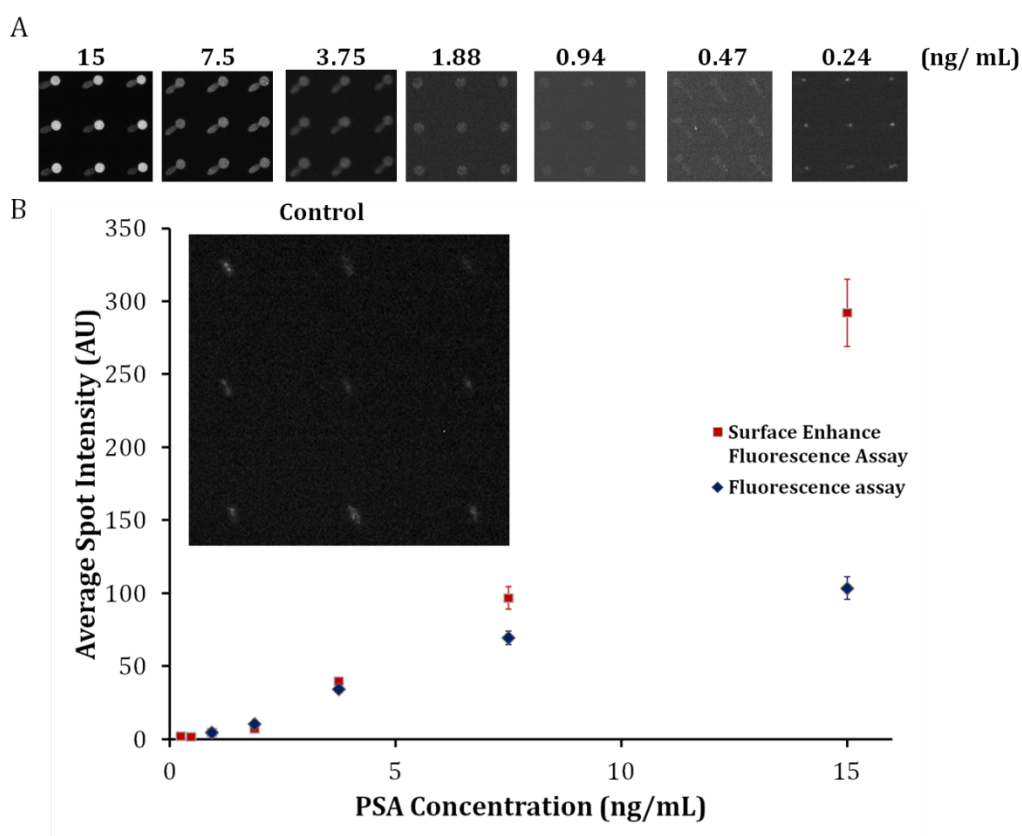 A
15 7.5 3.75 1.88 0.94 0.47 0.24 (ng/ mL)
B
Control
350
300
250
200
150
100
50
0
Average Spot Intensity (AU)
Surface Enhance
Fluorescence Assay
Fluorescence assay
0 5 10 15
PSA Concentration (ng/mL)